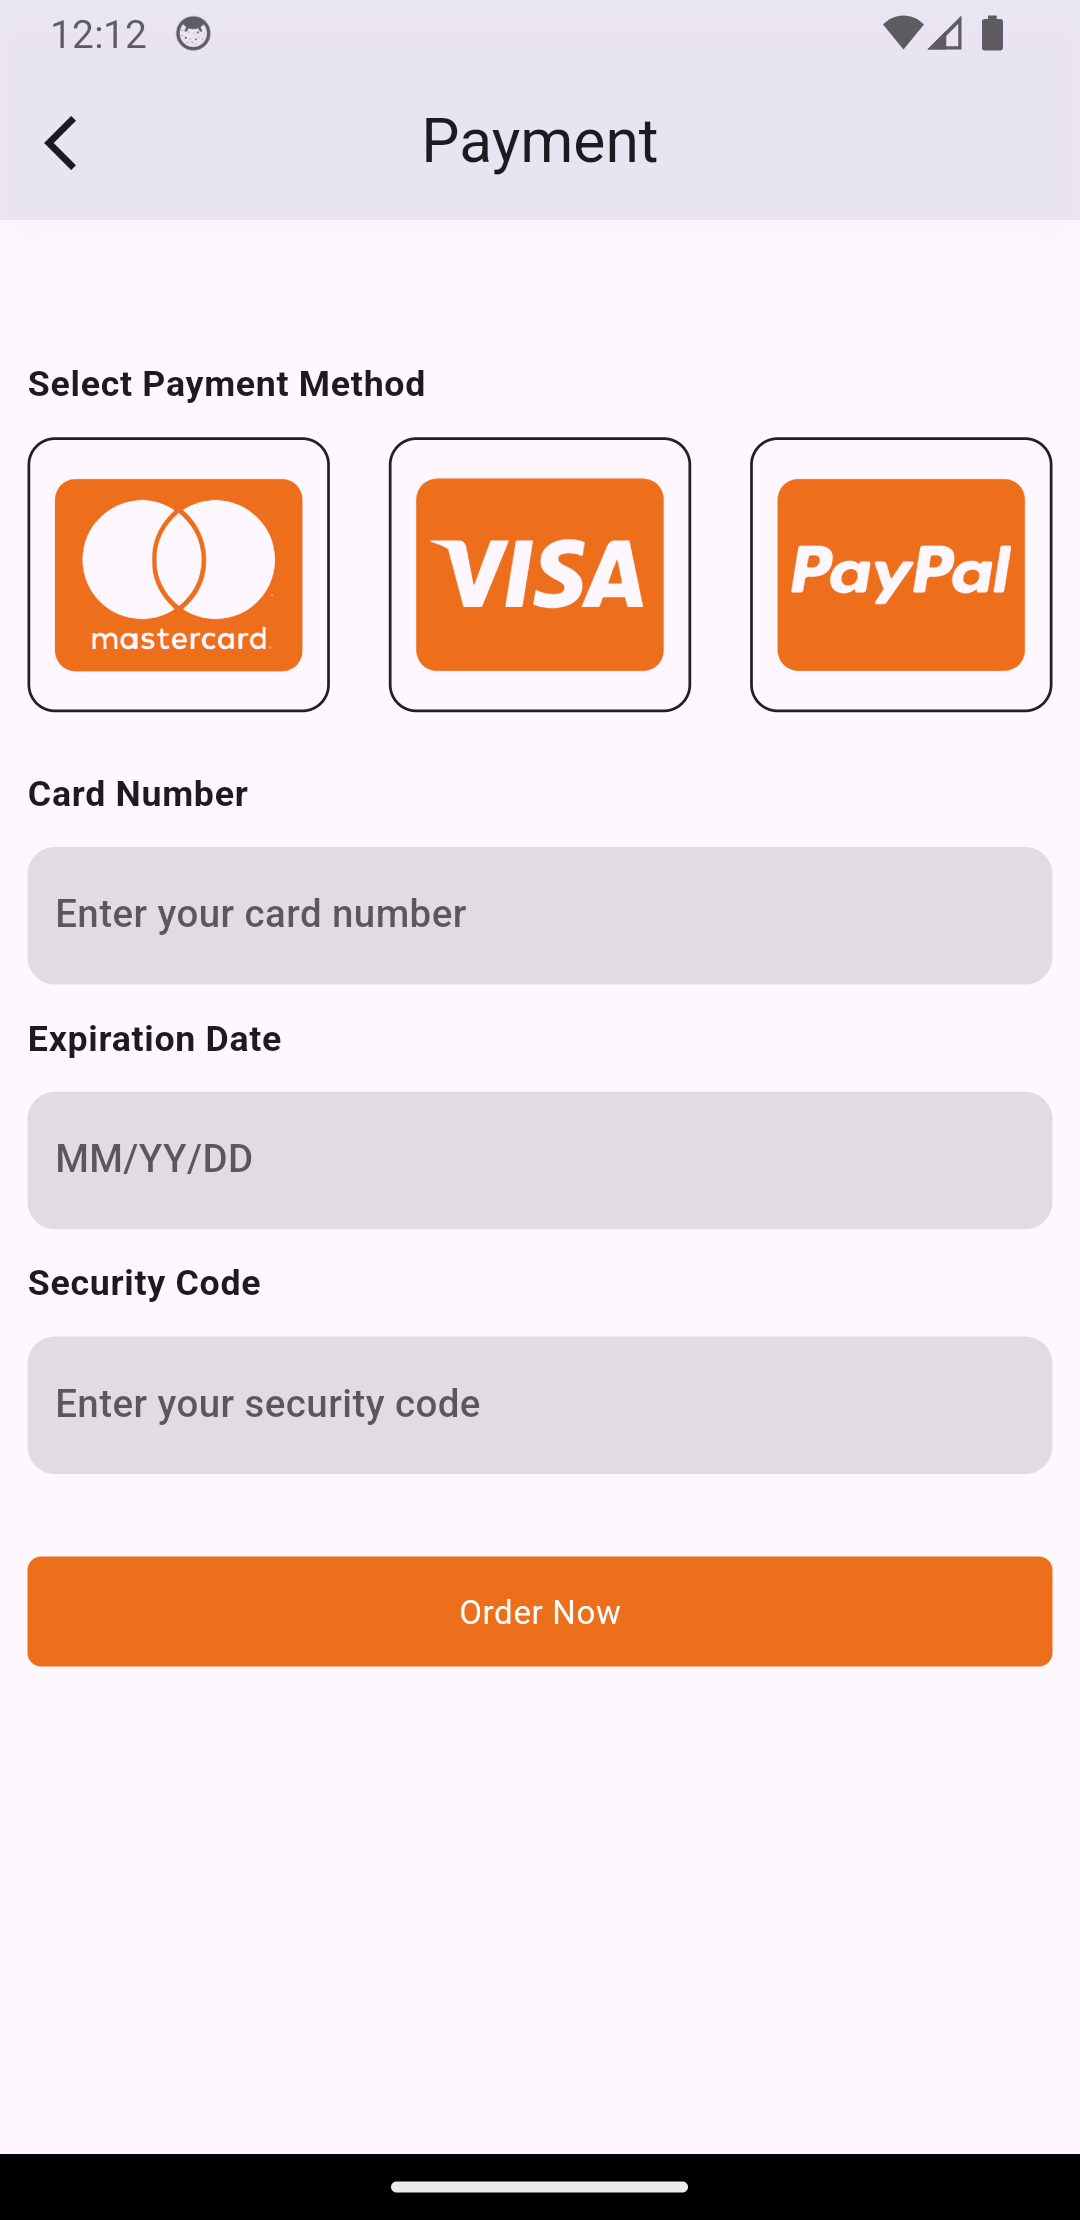 12:12
Payment
Select Payment Method
mastercard
VISA
PayPal
Card Number
Enter your card number
Expiration Date
MM/YY/DD
Security Code
Enter your security code
Order Now